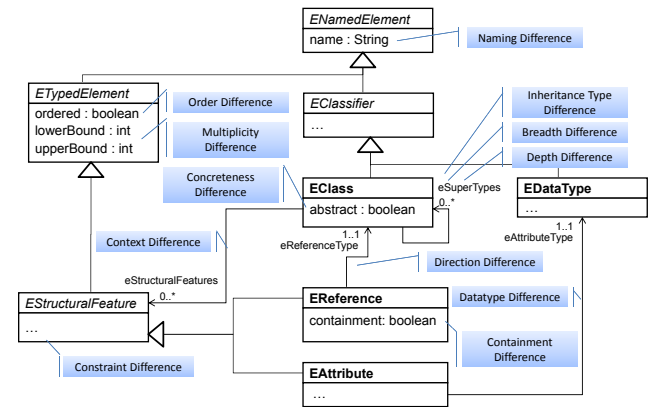 ENamedElement
name : String
Naming Difference
ETypedElement
ordered : boolean
lowerBound : int
upperBound : int
Order Difference
Multiplicity
Difference
EClassifier
...
Inheritance Type
Difference
Breadth Difference
Depth Difference
Concreteness
Difference
EClass
abstract : boolean
eSuperTypes
0..*
EDataType
...
1..1
eReferenceType
1..1
eAttributeType
Context Difference
Direction Difference
eStructuralFeatures
0..*
EStructuralFeature
...
EReference
containment: boolean
Datatype Difference
Containment
Difference
Constraint Difference
EAttribute
...